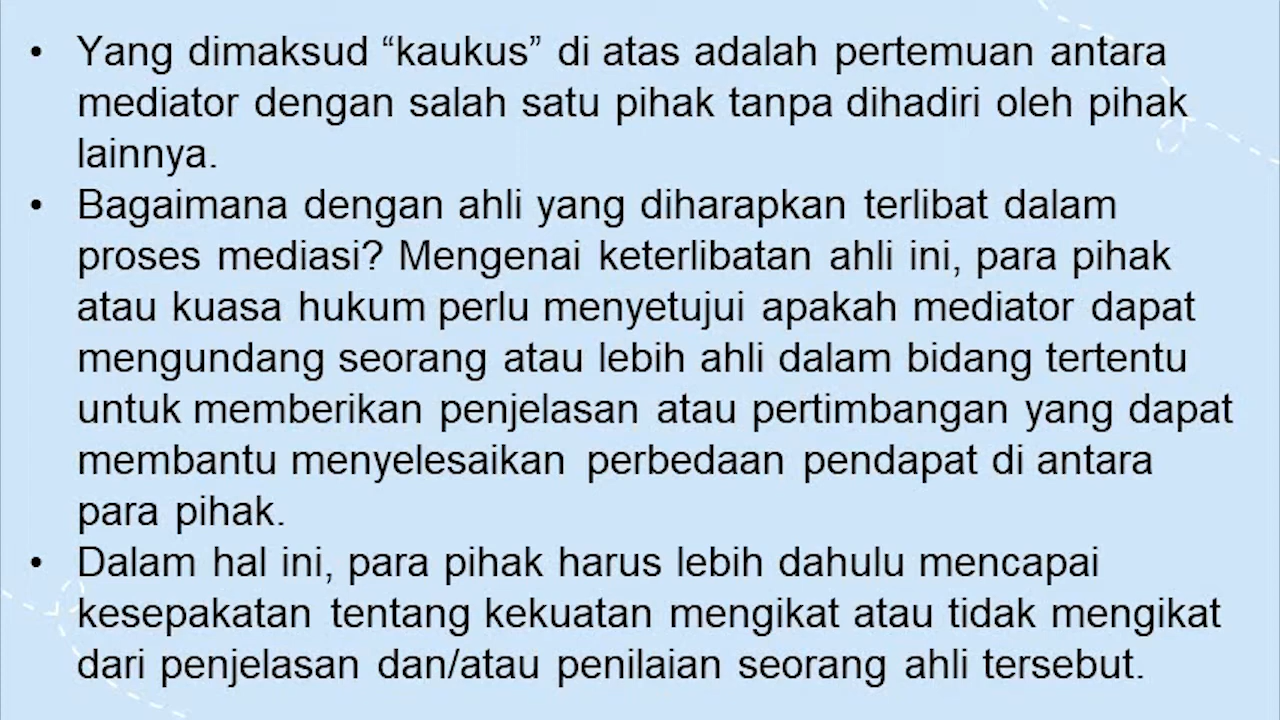 • Yang dimaksud “kaukus” di atas adalah pertemuan antara
mediator dengan salah satu pihak tanpa dihadiri oleh pihak
lainnya.
• Bagaimana dengan ahli yang diharapkan terlibat dalam
proses mediasi? Mengenai keterlibatan ahli ini, para pihak
atau kuasa hukum perlu menyetujui apakah mediator dapat
mengundang seorang atau lebih ahli dalam bidang tertentu
untuk memberikan penjelasan atau pertimbangan yang dapat
membantu menyelesaikan perbedaan pendapat di antara
para pihak.
• Dalam hal ini, para pihak harus lebih dahulu mencapai
kesepakatan tentang kekuatan mengikat atau tidak mengikat
dari penjelasan dan/atau penilaian seorang ahli tersebut.